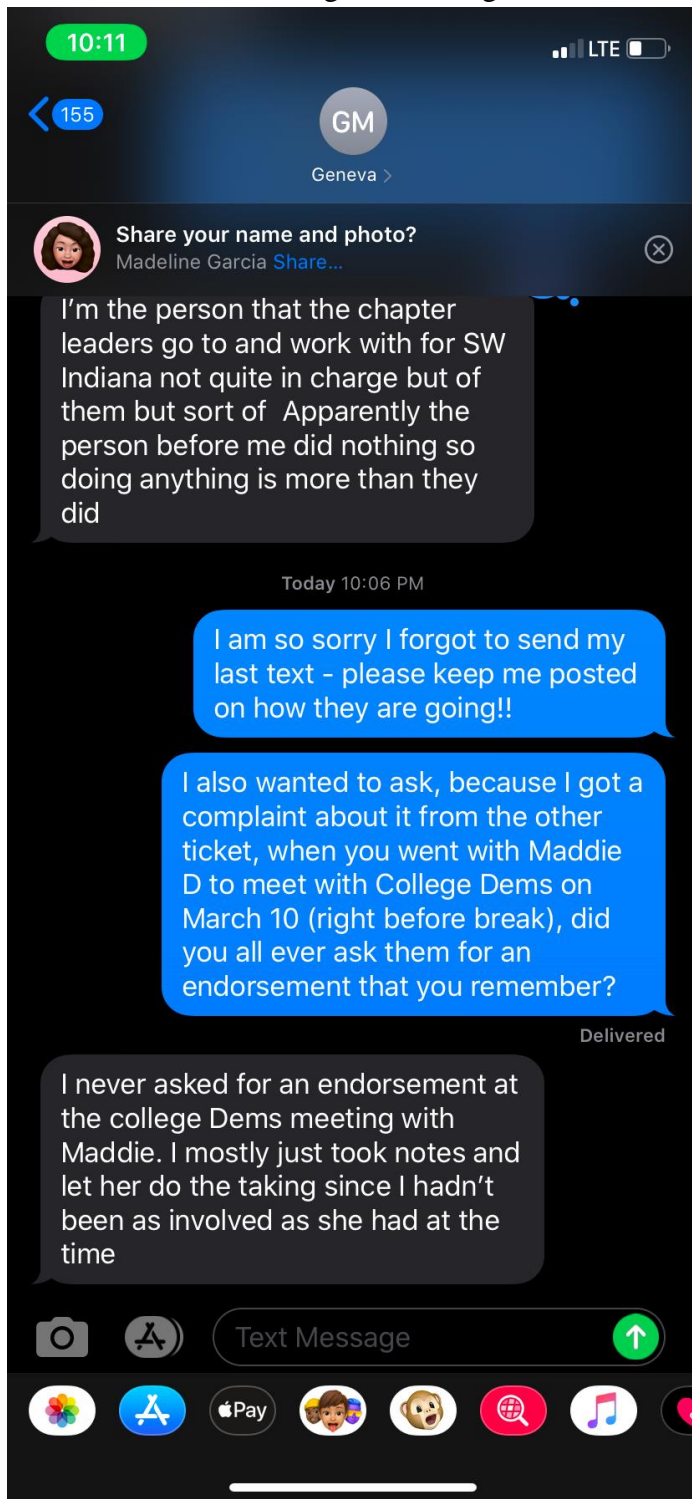 10:11
LTE
155
GM
Geneva
Share your name and photo?
Madeline Garcia Share...
I'm the person that the chapter
leaders go to and work with for SW
Indiana not quite in charge but of
them but sort of  Apparently the
person before me did nothing so
doing anything is more than they
did
Today 10:06 PM
I am so sorry I forgot to send my
last text - please keep me posted
on how they are going!!
I also wanted to ask, because I got a
complaint about it from the other
ticket, when you went with Maddie
D to meet with College Dems on
March 10 (right before break), did
you all ever ask them for an
endorsement that you remember?
Delivered
I never asked for an endorsement at
the college Dems meeting with
Maddie. I mostly just took notes and
let her do the taking since I hadn't
been as involved as she had at the
time
Text Message
Pay